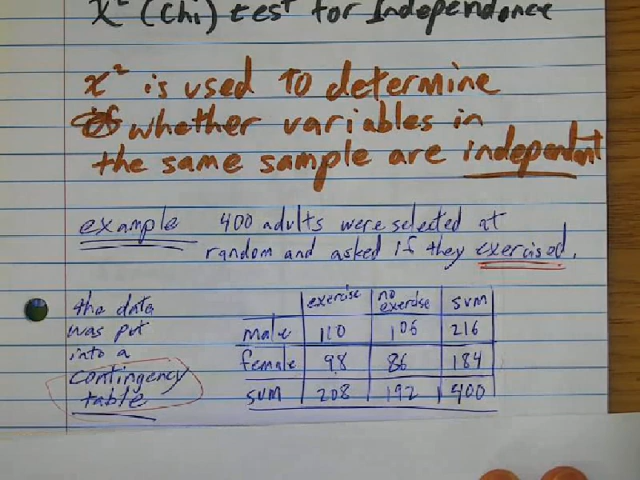 χ² (Chi) test for Independence
χ² is used to determine
whether variables in
the same sample are independent
example 400 adults were selected at
random and asked if they exercised.
the data
was put
into a
contingency
table
exercise no exercise sum
male 110 106 216
female 98 86 184
sum 208 192 400